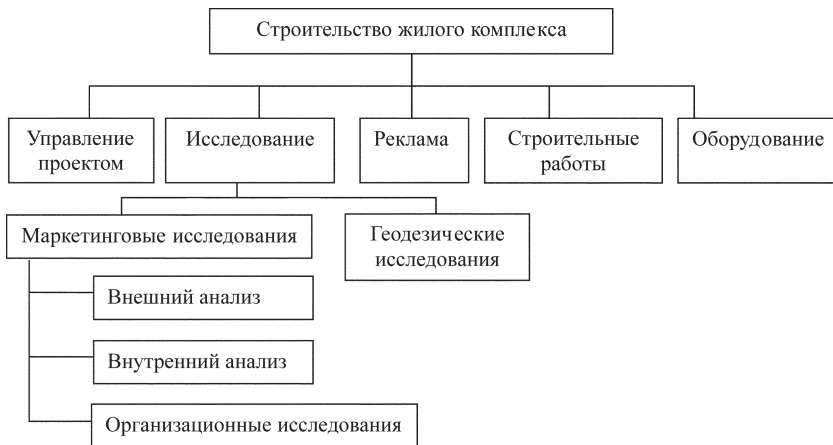 Строительство жилого комплекса
Управление
проектом
Исследование
Реклама
Строительные
работы
Оборудование
Маркетинговые исследования
Геодезические
исследования
Внешний анализ
Внутренний анализ
Организационные исследования